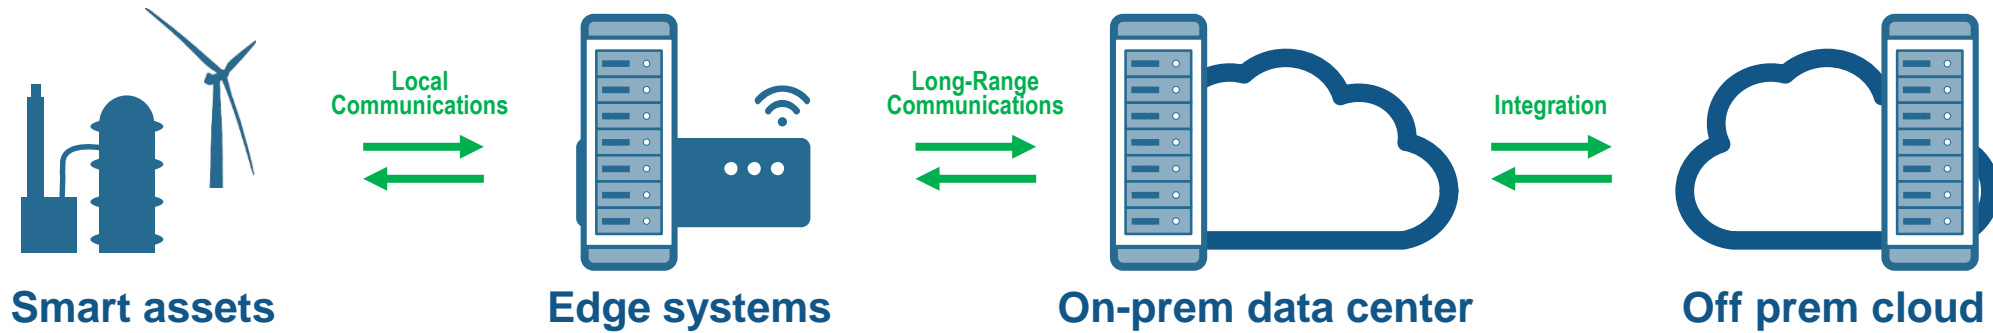 Local
Communications
Long-Range
Communications
Integration
Smart assets
Edge systems
On-prem data center
Off prem cloud